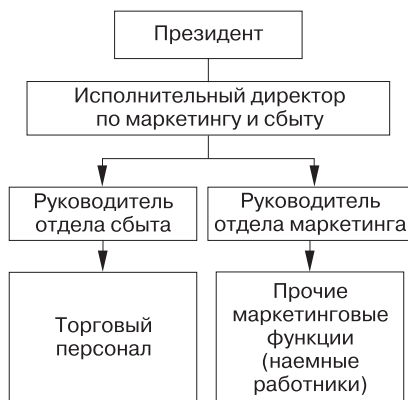 Президент
Исполнительный директор
по маркетингу и сбыту
Руководитель
отдела сбыта
Руководитель
отдела маркетинга
Торговый
персонал
Прочие
маркетинговые
функции
(наемные
работники)